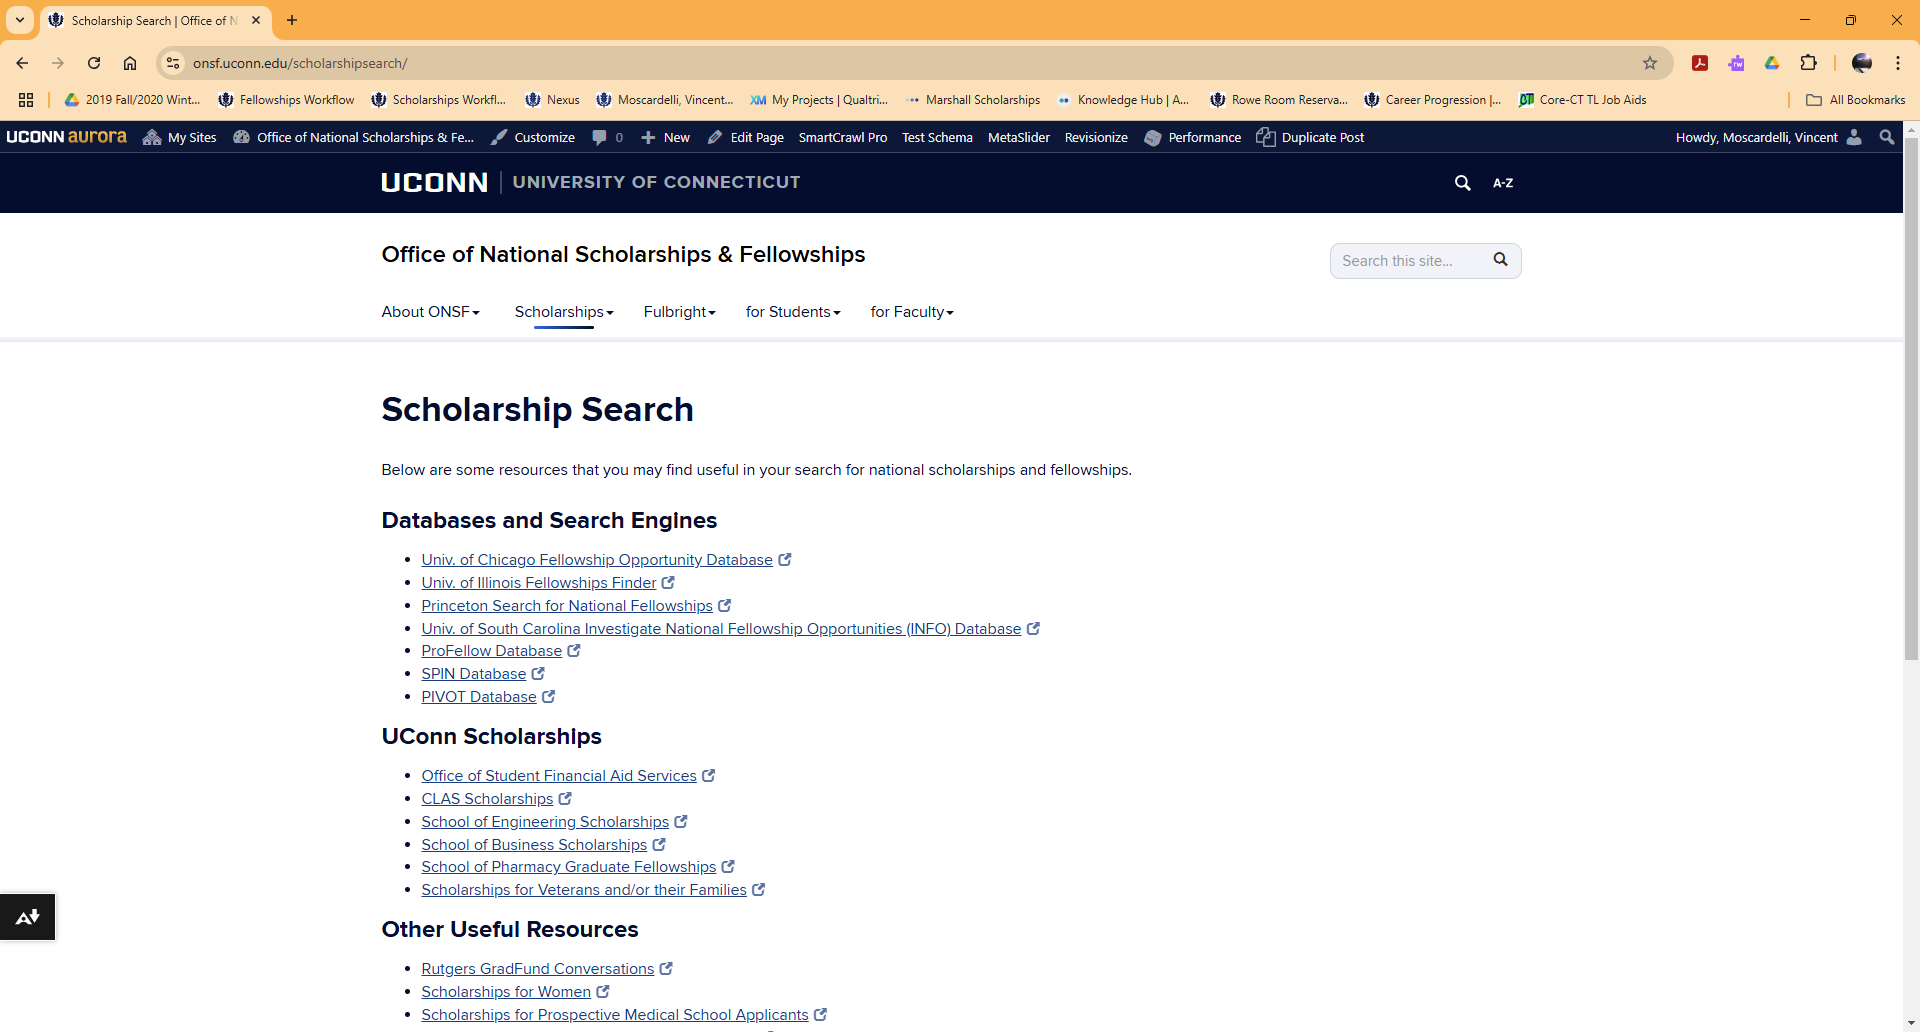 Scholarship Search | Office of N
onsf.uconn.edu/scholarshipsearch/
2019 Fall/2020 Wint... Fellowships Workflow Scholarships Workfl... Nexus Moscardelli, Vincent... XM My Projects | Qualtri... Marshall Scholarships Knowledge Hub | A... Rowe Room Reserva... Career Progression |... Core-CT TL Job Aids All Bookmarks
UCONN aurora My Sites Office of National Scholarships & Fe... Customize 0 New Edit Page SmartCrawl Pro Test Schema MetaSlider Revisionize Performance Duplicate Post Howdy, Moscardelli, Vincent
UCONN | UNIVERSITY OF CONNECTICUT A-Z
Office of National Scholarships & Fellowships
Search this site...
About ONSF Scholarships Fulbright for Students for Faculty
Scholarship Search
Below are some resources that you may find useful in your search for national scholarships and fellowships.
Databases and Search Engines
• Univ. of Chicago Fellowship Opportunity Database
• Univ. of Illinois Fellowships Finder
• Princeton Search for National Fellowships
• Univ. of South Carolina Investigate National Fellowship Opportunities (INFO) Database
• ProFellow Database
• SPIN Database
• PIVOT Database
UConn Scholarships
• Office of Student Financial Aid Services
• CLAS Scholarships
• School of Engineering Scholarships
• School of Business Scholarships
• School of Pharmacy Graduate Fellowships
• Scholarships for Veterans and/or their Families
Other Useful Resources
• Rutgers GradFund Conversations
• Scholarships for Women
• Scholarships for Prospective Medical School Applicants